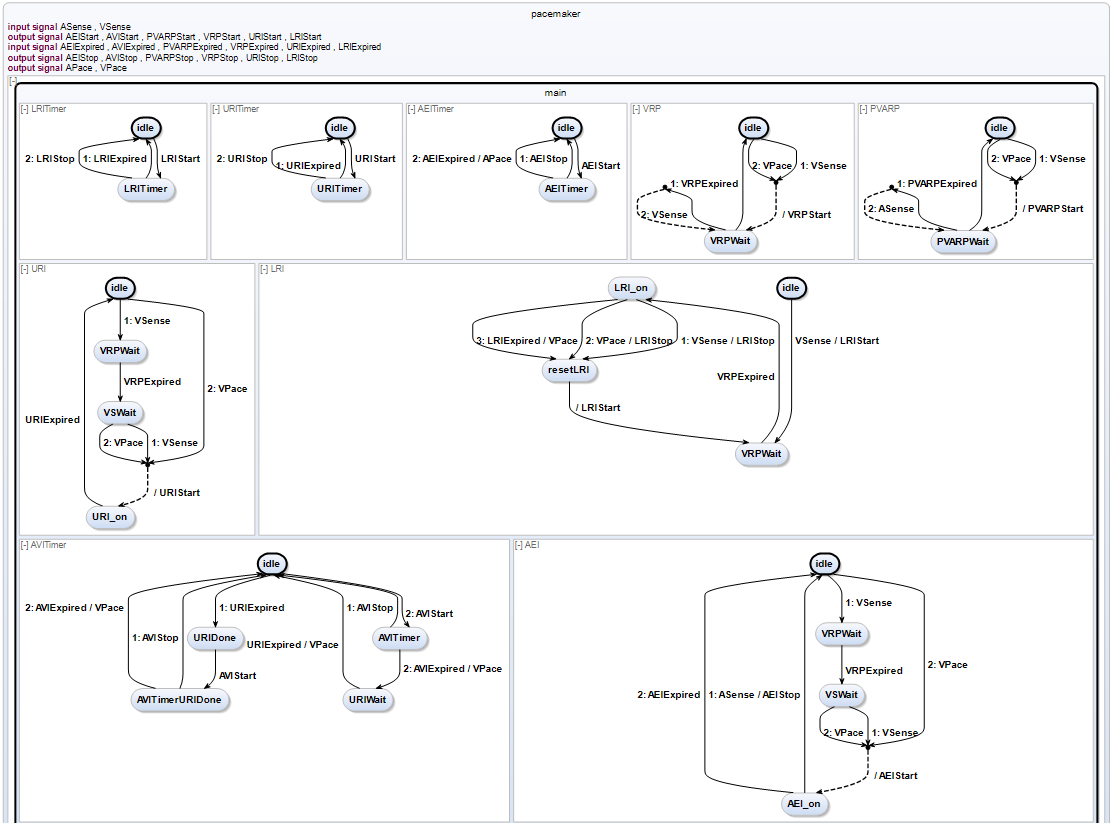 pacemaker
input signal ASense , VSense
output signal AEIStart , AVIStart , PVARPStart , VRPStart , URIStart , LRIStart
input signal AEIExpired , AVIExpired , PVARPExpired , VRPExpired , URIExpired , LRIExpired
output signal AEIStop , AVIStop , PVARPStop , VRPStop , URIStop , LRIStop
output signal APace , VPace
[-]
main
[-] LRITimer
idle
2: LRIStop
1: LRIExpired
LRIStart
LRITimer
[-] URITimer
idle
2: URIStop
1: URIExpired
URIStart
URITimer
[-] AEITimer
idle
2: AEIExpired / APace
1: AEIStop
AEIStart
AEITimer
[-] VRP
idle
2: VPace
1: VSense
1: VRPExpired
2: VSense
/ VRPStart
VRPWait
[-] PVARP
idle
2: VPace
1: VSense
1: PVARPExpired
2: ASense
/ PVARPStart
PVARPWait
[-] URI
idle
1: VSense
VRPWait
VRPExpired
2: VPace
VSWait
URIExpired
2: VPace
1: VSense
/ URIStart
URI_on
[-] LRI
LRI_on
idle
3: LRIExpired / VPace
2: VPace / LRIStop
1: VSense / LRIStop
VSense / LRIStart
resetLRI
VRPExpired
/ LRIStart
VRPWait
[-] AVITimer
idle
2: AVIExpired / VPace
1: URIExpired
1: AVIStop
2: AVIStart
1: AVIStop
URIDone
URIExpired / VPace
AVITimer
AVIStart
2: AVIExpired / VPace
AVITimerURIDone
URIWait
[-] AEI
idle
1: VSense
VRPWait
2: VPace
VRPExpired
2: AEIExpired
1: ASense / AEIStop
VSWait
2: VPace
1: VSense
/ AEIStart
AEI_on